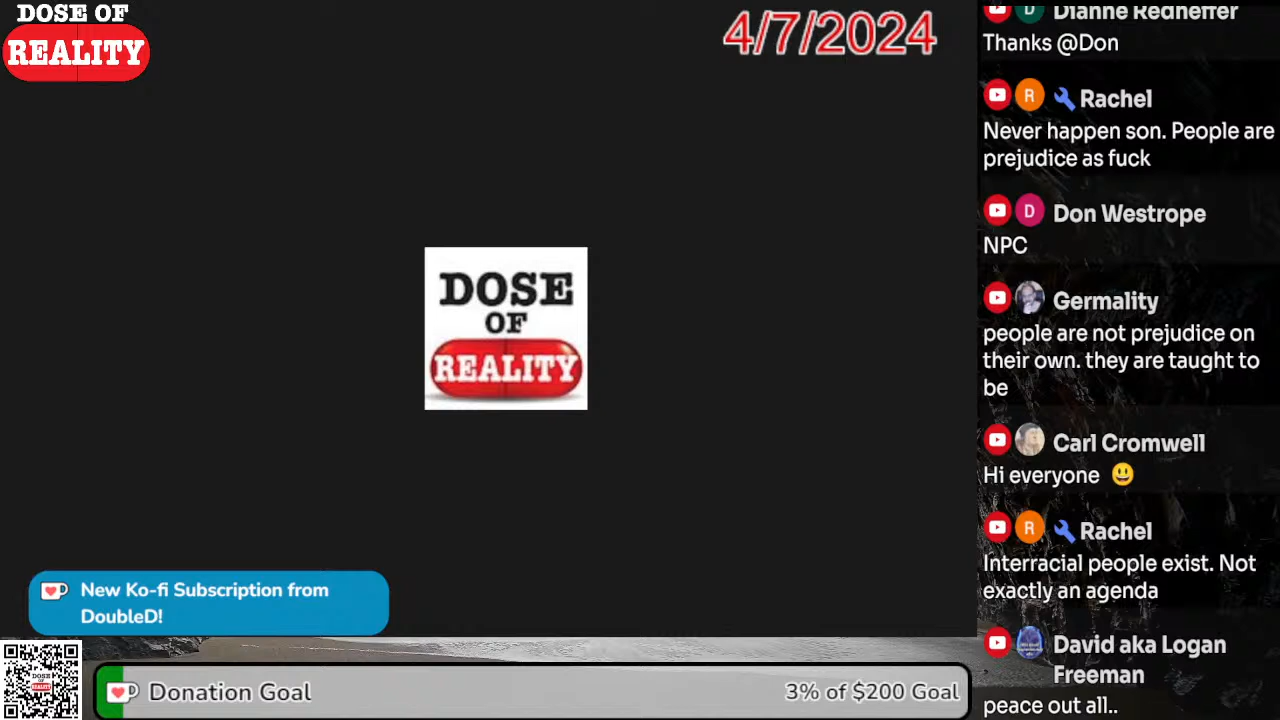 DOSE OF
REALITY
4/7/2024
DOSE
OF
REALITY
New Ko-fi Subscription from
DoubleD!
Donation Goal
3% of $200 Goal
D
Dianne Redheffer
Thanks @Don
R
Rachel
Never happen son. People are
prejudice as fuck
D
Don Westrope
NPC
Germality
people are not prejudice on
their own. they are taught to
be
Carl Cromwell
Hi everyone 😃
R
Rachel
Interracial people exist. Not
exactly an agenda
David aka Logan
Freeman
peace out all..